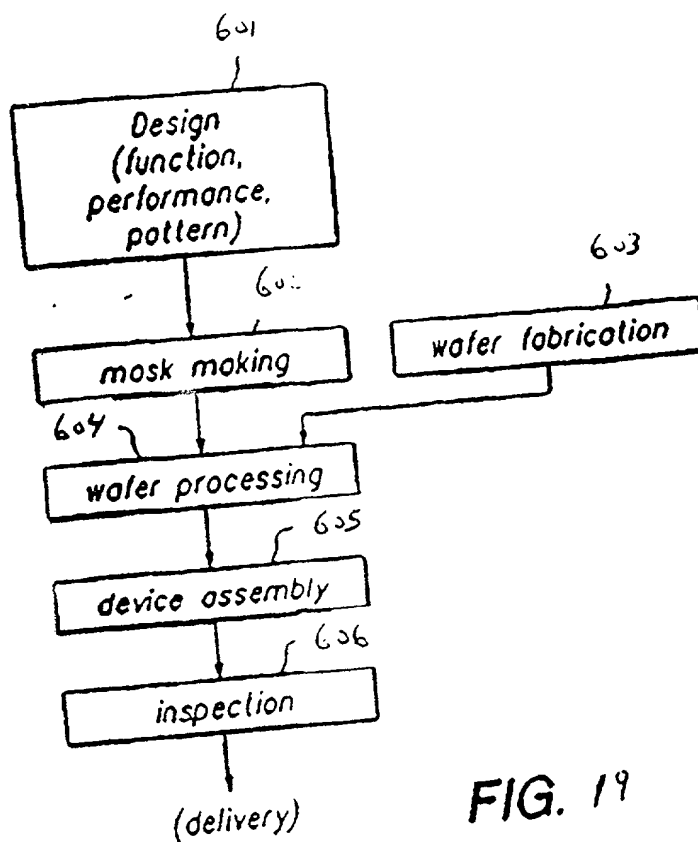 601
Design
(function,
performance,
pattern)
602
603
mask making
wafer fabrication
604
wafer processing
605
device assembly
606
inspection
(delivery)
FIG. 19